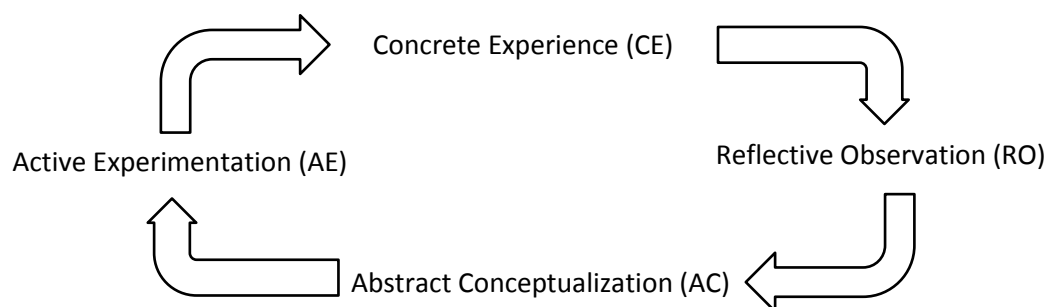 Concrete Experience (CE)
Active Experimentation (AE)
Reflective Observation (RO)
Abstract Conceptualization (AC)